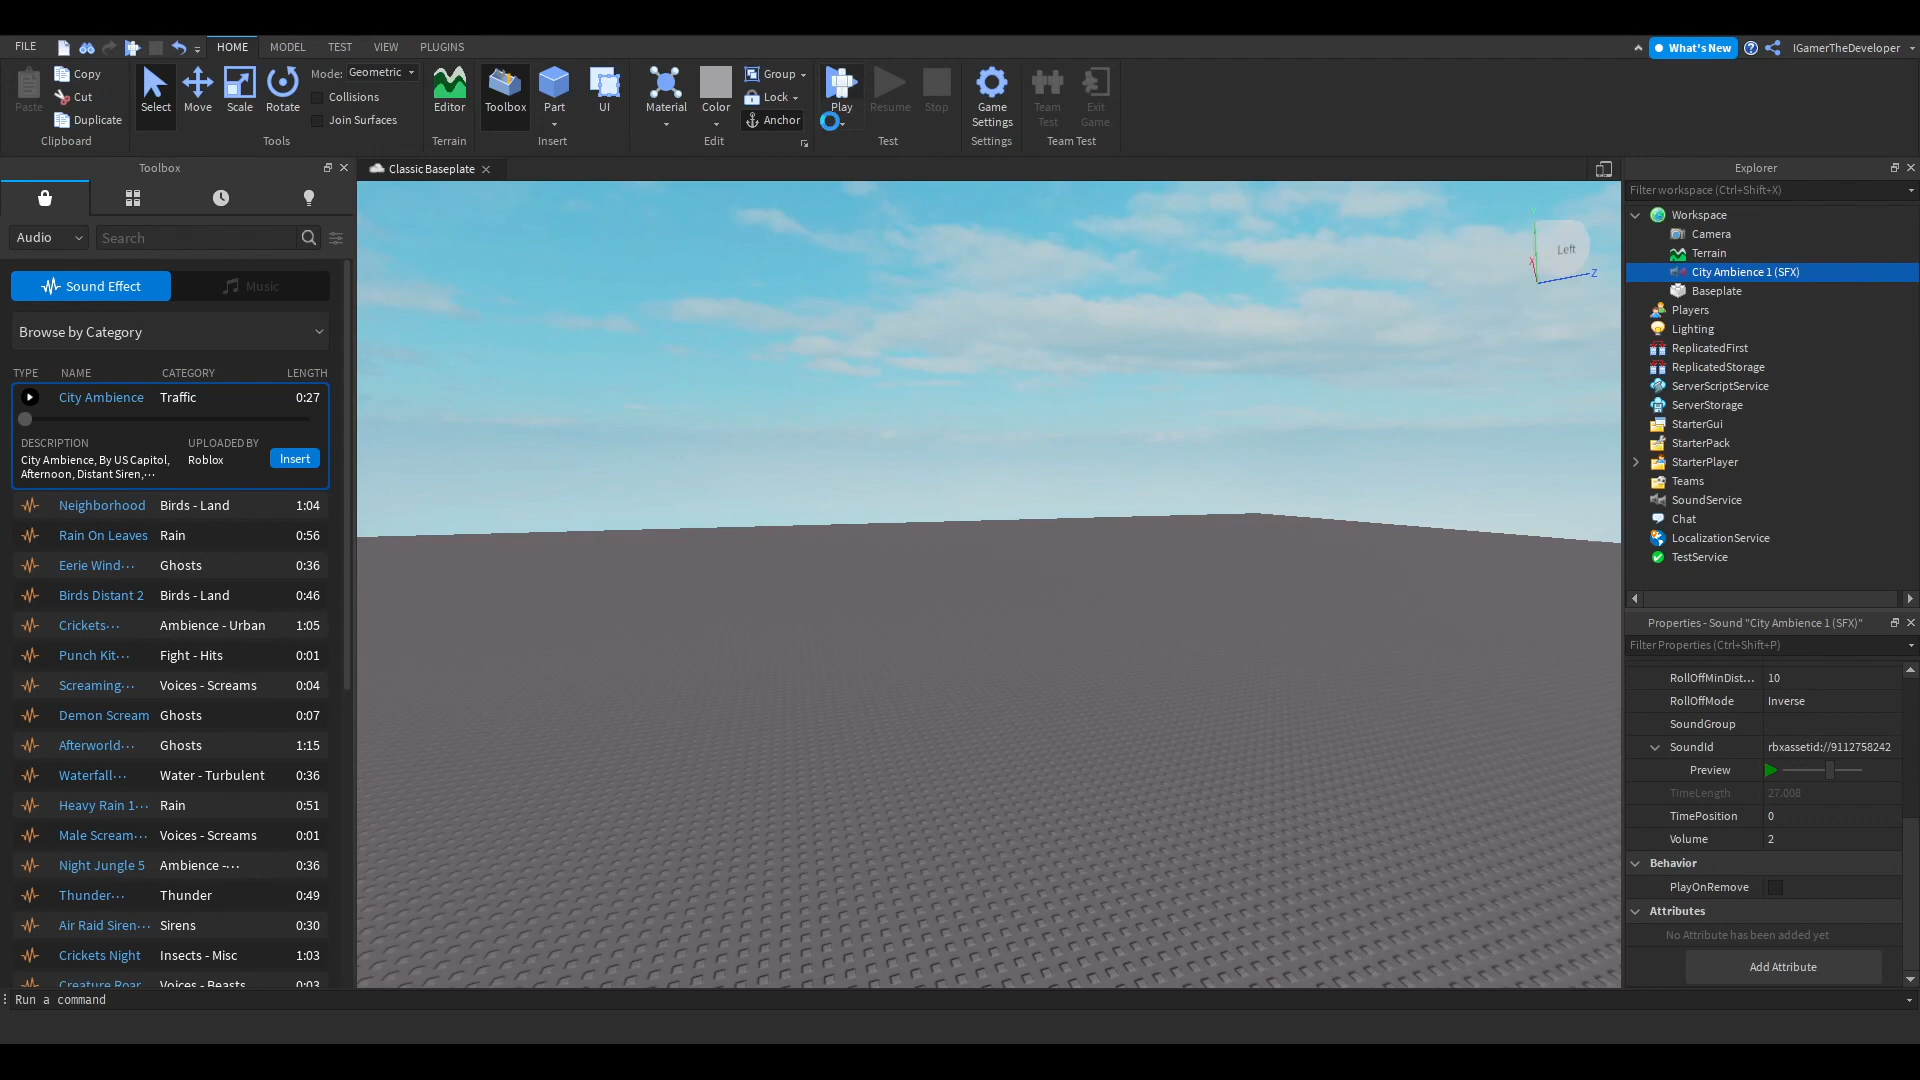 FILE
HOME
MODEL
TEST
VIEW
PLUGINS
What's New
IGamerTheDeveloper
Paste
Copy
Cut
Duplicate
Clipboard
Select
Move
Scale
Rotate
Mode: Geometric
Collisions
Join Surfaces
Tools
Editor
Terrain
Toolbox
Part
UI
Insert
Material
Color
Group
Lock
Anchor
Edit
Play
Resume
Stop
Test
Game
Settings
Settings
Team
Test
Exit
Game
Team Test
Toolbox
Audio
Search
Sound Effect
Music
Browse by Category
TYPE NAME CATEGORY LENGTH
City Ambience Traffic 0:27
DESCRIPTION UPLOADED BY
City Ambience, By US Capitol, Roblox Insert
Afternoon, Distant Siren,···
Neighborhood Birds - Land 1:04
Rain On Leaves Rain 0:56
Eerie Wind··· Ghosts 0:36
Birds Distant 2 Birds - Land 0:46
Crickets··· Ambience - Urban 1:05
Punch Kit··· Fight - Hits 0:01
Screaming··· Voices - Screams 0:04
Demon Scream Ghosts 0:07
Afterworld··· Ghosts 1:15
Waterfall··· Water - Turbulent 0:36
Heavy Rain 1··· Rain 0:51
Male Scream··· Voices - Screams 0:01
Night Jungle 5 Ambience -··· 0:36
Thunder··· Thunder 0:49
Air Raid Siren··· Sirens 0:30
Crickets Night Insects - Misc 1:03
Creature Roar Voices - Beasts 0:03
Classic Baseplate
Left
Y
X
Z
Explorer
Filter workspace (Ctrl+Shift+X)
Workspace
Camera
Terrain
City Ambience 1 (SFX)
Baseplate
Players
Lighting
ReplicatedFirst
ReplicatedStorage
ServerScriptService
ServerStorage
StarterGui
StarterPack
StarterPlayer
Teams
SoundService
Chat
LocalizationService
TestService
Properties - Sound "City Ambience 1 (SFX)"
Filter Properties (Ctrl+Shift+P)
RollOffMinDist... 10
RollOffMode Inverse
SoundGroup
SoundId rbxassetid://9112758242
Preview
TimeLength 27.008
TimePosition 0
Volume 2
Behavior
PlayOnRemove
Attributes
No Attribute has been added yet
Add Attribute
Run a command